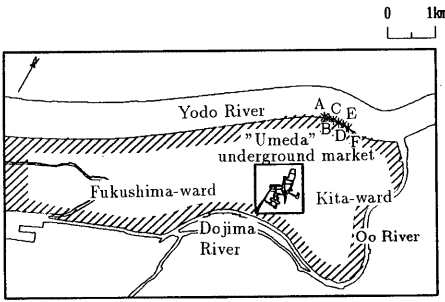 0 1km
A C E
Yodo River
B D F
"Umeda"
underground market
Fukushima-ward
Kita-ward
Dojima
River
Oo River